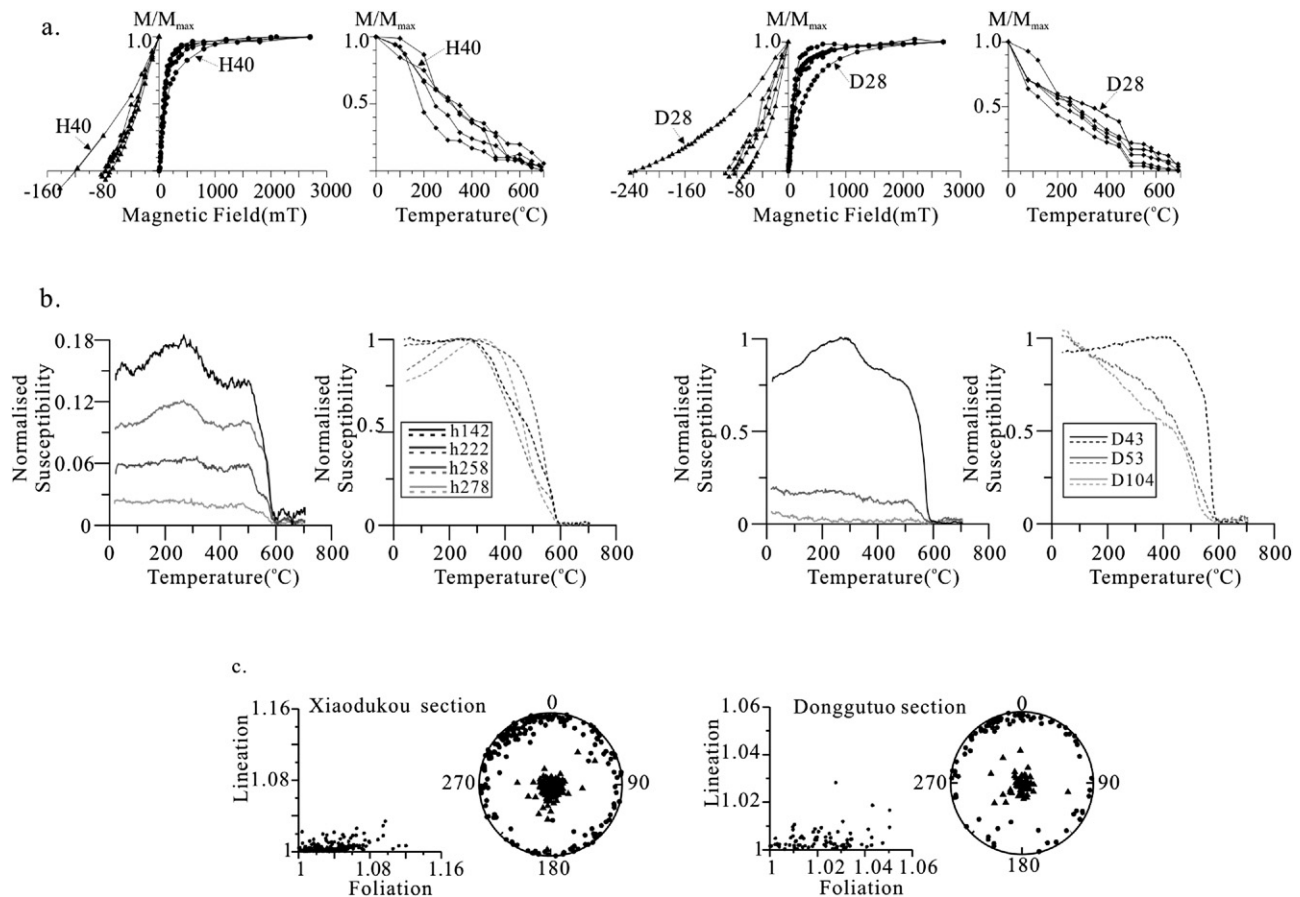 a.
M/Mmax
M/Mmax
M/Mmax
M/Mmax
1.0
1.0
1.0
1.0
H40
H40
H40
0.5
D28
D28
D28
0.5
-160 -80 0 1000 2000 3000
0 200 400 600
-240 -160 -80 0 1000 2000 3000
0 200 400 600
Magnetic Field(mT)
Temperature(°C)
Magnetic Field(mT)
Temperature(°C)
b.
Normalised Susceptibility
0.18
0.12
0.06
0
0 200 400 600 800
Temperature(°C)
Normalised Susceptibility
1
0.5
0
h142
h222
h258
h278
0 200 400 600 800
Temperature(°C)
Normalised Susceptibility
1
0.5
0
0 200 400 600 800
Temperature(°C)
Normalised Susceptibility
1
0.5
0
D43
D53
D104
0 200 400 600 800
Temperature(°C)
c.
Xiaodukou section
Lineation
1.16
1.08
1
1 1.08 1.16
Foliation
0
270
90
180
Donggutuo section
Lineation
1.06
1.04
1.02
1
1 1.02 1.04 1.06
Foliation
0
270
90
180